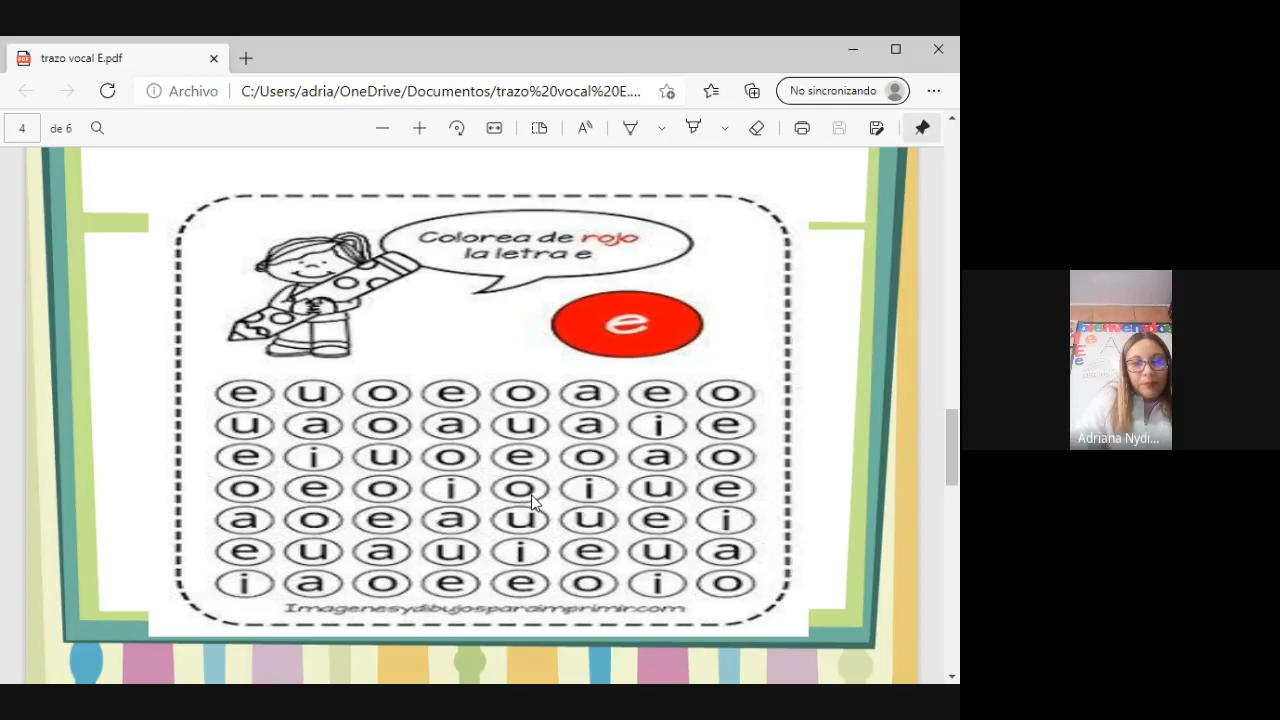 trazo vocal E.pdf
Archivo C:/Users/adria/OneDrive/Documentos/trazo%20vocal%20E....
No sincronizando
4 de 6
Colorea de rojo
la letra e
e
e u o e o a e o
u a o a u a i e
e i u o e o a o
o e o i o i u e
a o e a u u e i
e u a u i e u a
i a o e e o i o
Imagenesydibujosparaimprimir.com
bienvenidos
e
A
E
e
Adriana Nydi...